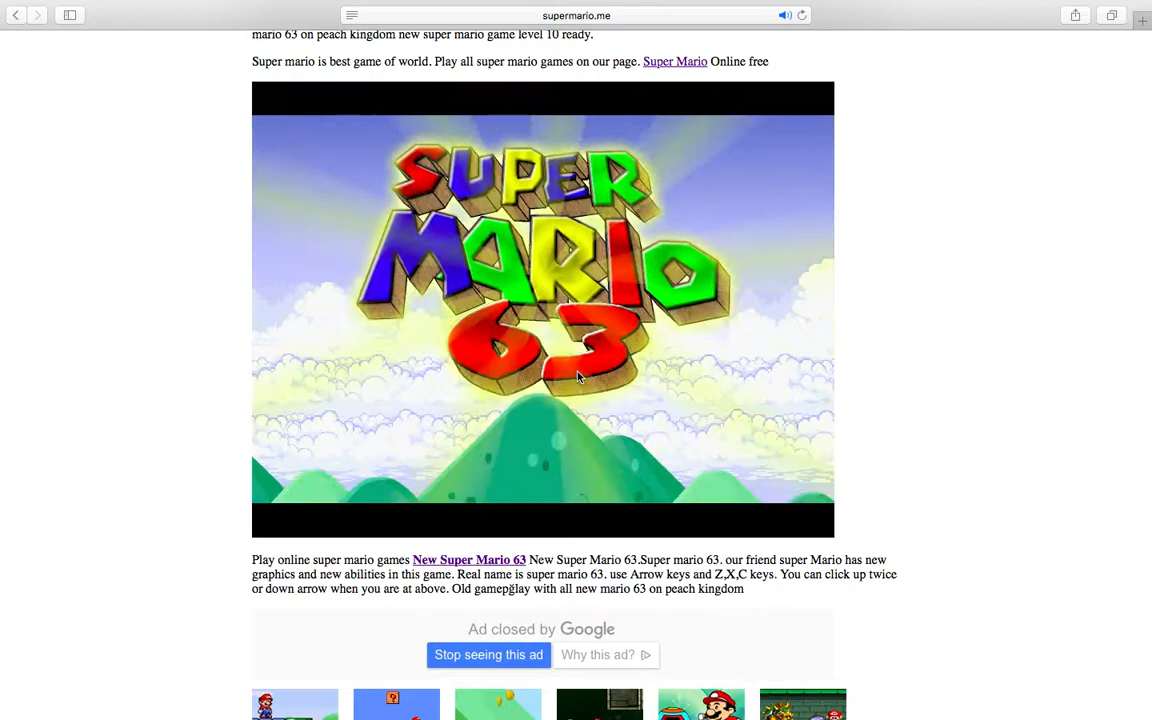 supermario.me
mario 63 on peach kingdom new super mario game level 10 ready.
Super mario is best game of world. Play all super mario games on our page. Super Mario Online free
SUPER
MARIO
63
Play online super mario games New Super Mario 63 New Super Mario 63.Super mario 63. our friend super Mario has new
graphics and new abilities in this game. Real name is super mario 63. use Arrow keys and Z,X,C keys. You can click up twice
or down arrow when you are at above. Old gamepğlay with all new mario 63 on peach kingdom
Ad closed by Google
Stop seeing this ad Why this ad?
?